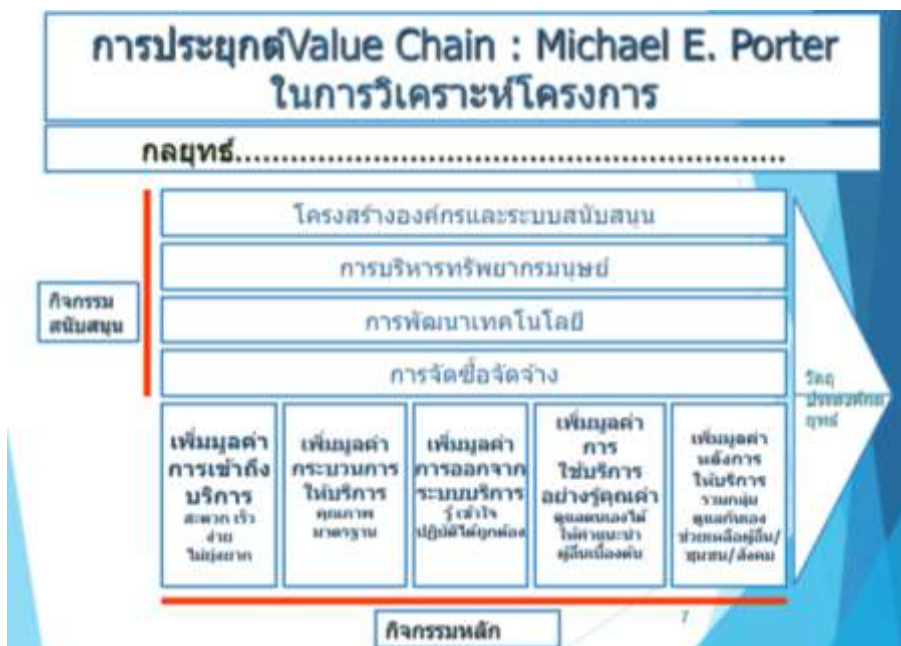 การประยุกต์Value Chain : Michael E. Porter
ในการวิเคราะห์โครงการ
กลยุทธ์............................................................
โครงสร้างองค์กรและระบบสนับสนุน
การบริหารทรัพยากรมนุษย์
การพัฒนาเทคโนโลยี
การจัดซื้อจัดจ้าง
กิจกรรม
สนับสนุน
วัตถุ
ประสงค์กล
ยุทธ์
เพิ่มมูลค่า
การเข้าถึง
บริการ
สะดวก เร็ว
ง่าย
ไม่ยุ่งยาก
เพิ่มมูลค่า
กระบวนการ
ให้บริการ
คุณภาพ
มาตรฐาน
เพิ่มมูลค่า
การออกจาก
ระบบบริการ
รู้ เข้าใจ
ปฏิบัติได้ถูกต้อง
เพิ่มมูลค่า
การ
ใช้บริการ
อย่างรู้คุณค่า
ดูแลตนเองได้
ให้คำแนะนำ
ผู้อื่นเบื้องต้น
เพิ่มมูลค่า
หลังการ
ให้บริการ
รวมกลุ่ม
ดูแลกันเอง
ช่วยเหลือผู้อื่น/
ชุมชน/สังคม
กิจกรรมหลัก
7